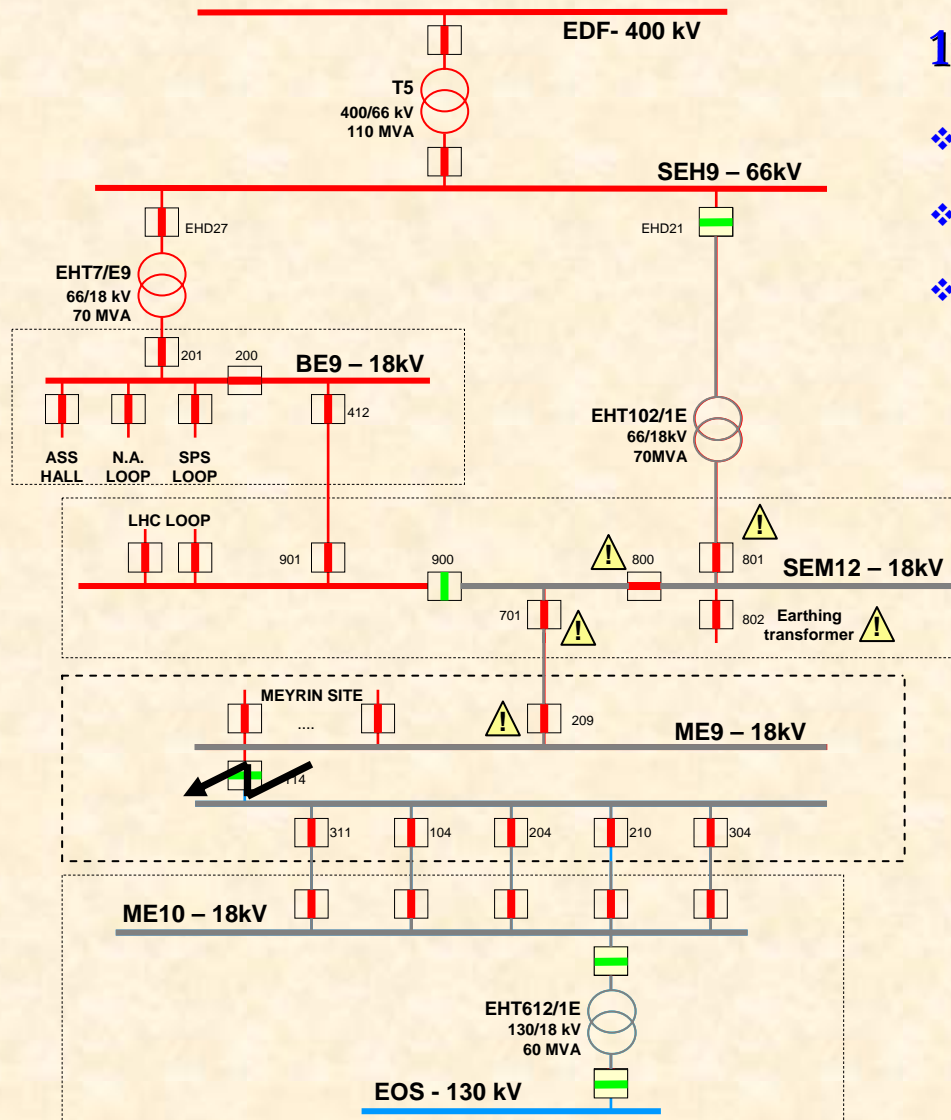 EDF- 400 kV
1
T5
400/66 kV
110 MVA
SEH9 – 66kV
EHD27
EHD21
EHT7/E9
66/18 kV
70 MVA
201
200
BE9 – 18kV
412
ASS
HALL
N.A.
LOOP
SPS
LOOP
EHT102/1E
66/18kV
70MVA
LHC LOOP
901
900
!
800
!
801
SEM12 – 18kV
701
!
802
Earthing
transformer
!
MEYRIN SITE
....
!
209
ME9 – 18kV
311
104
204
210
304
ME10 – 18kV
EHT612/1E
130/18 kV
60 MVA
EOS - 130 kV